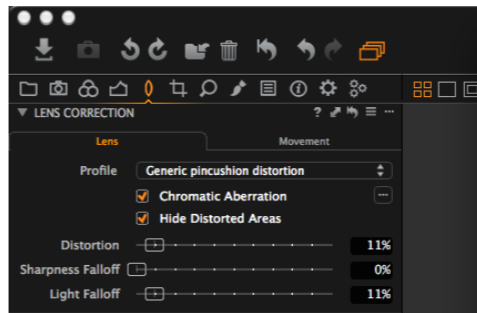 LENS CORRECTION
Lens Movement
Profile Generic pincushion distortion
Chromatic Aberration
Hide Distorted Areas
Distortion 11%
Sharpness Falloff 0%
Light Falloff 11%